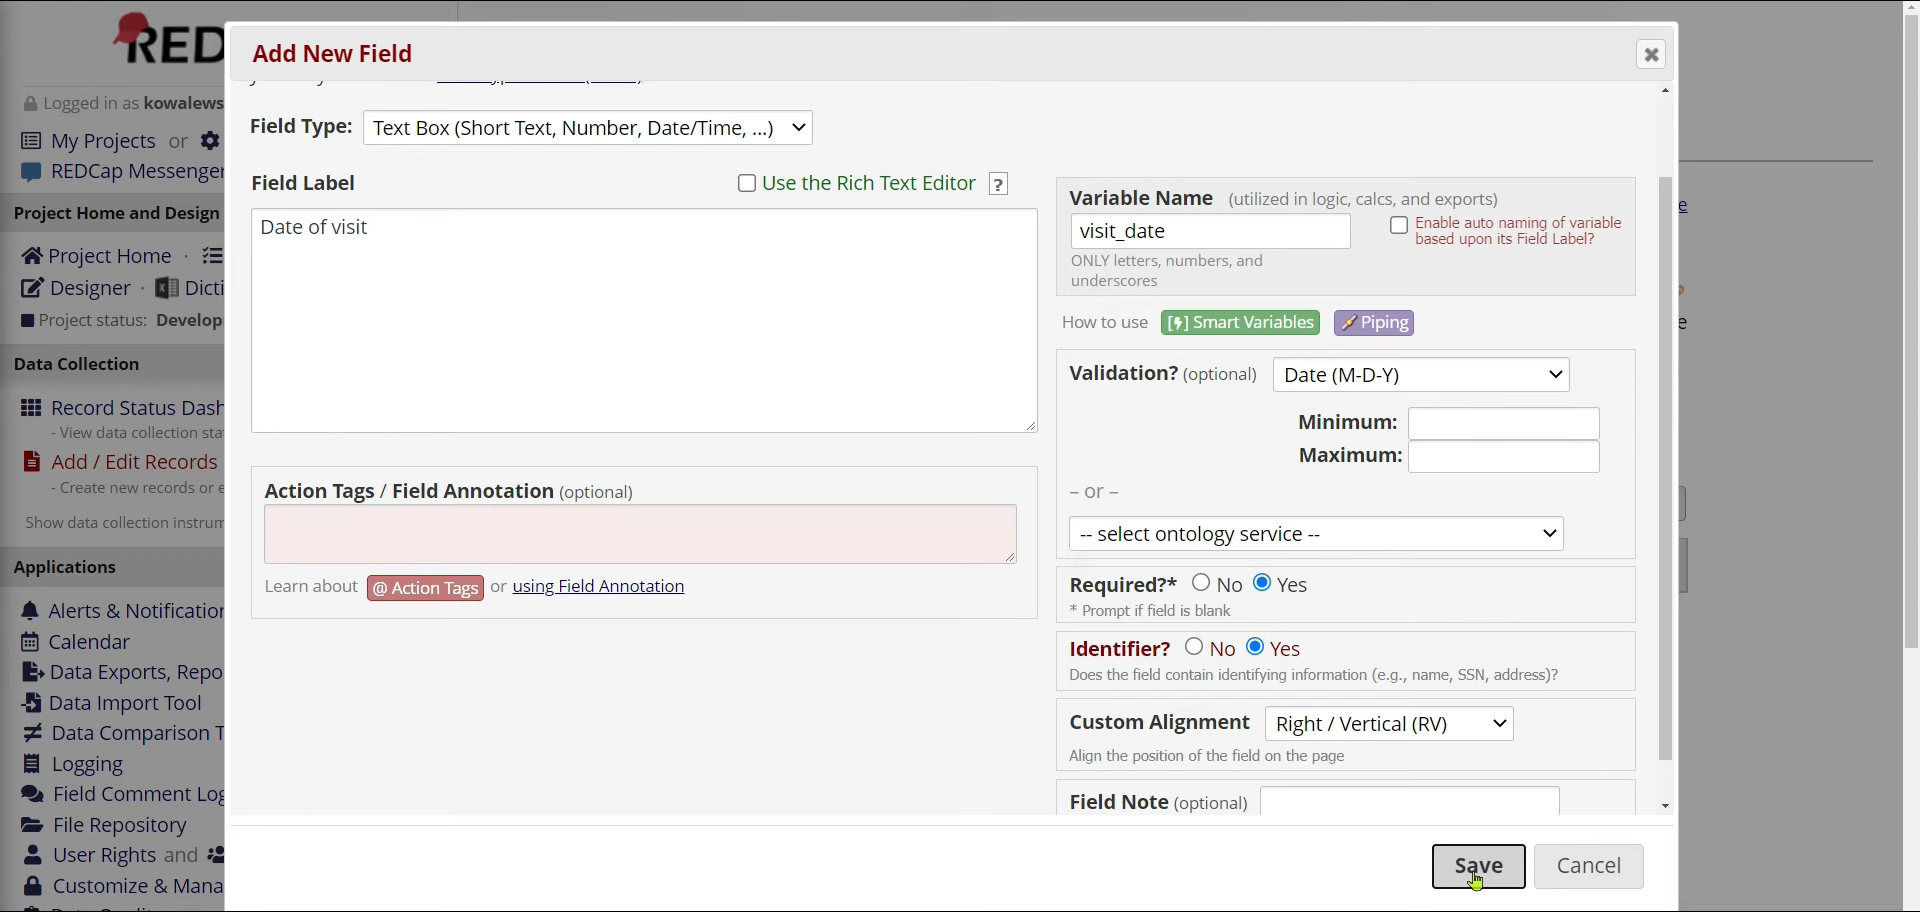 RED
Logged in as kowalews
My Projects or
REDCap Messenger
Project Home and Design
Project Home ·
Designer · Dicti
Project status: Develop
Data Collection
Record Status Dash
- View data collection sta
Add / Edit Records
- Create new records or e
Show data collection instrum
Applications
Alerts & Notification
Calendar
Data Exports, Repo
Data Import Tool
Data Comparison T
Logging
Field Comment Log
File Repository
User Rights and
Customize & Mana
Add New Field
Field Type: Text Box (Short Text, Number, Date/Time, ...)
Field Label
Use the Rich Text Editor ?
Date of visit
Action Tags / Field Annotation (optional)
Learn about @ Action Tags or using Field Annotation
Variable Name (utilized in logic, calcs, and exports)
visit_date
Enable auto naming of variable
based upon its Field Label?
ONLY letters, numbers, and
underscores
How to use [⚡] Smart Variables Piping
Validation? (optional) Date (M-D-Y)
Minimum:
Maximum:
– or –
-- select ontology service --
Required?* No Yes
* Prompt if field is blank
Identifier? No Yes
Does the field contain identifying information (e.g., name, SSN, address)?
Custom Alignment Right / Vertical (RV)
Align the position of the field on the page
Field Note (optional)
Save
Cancel